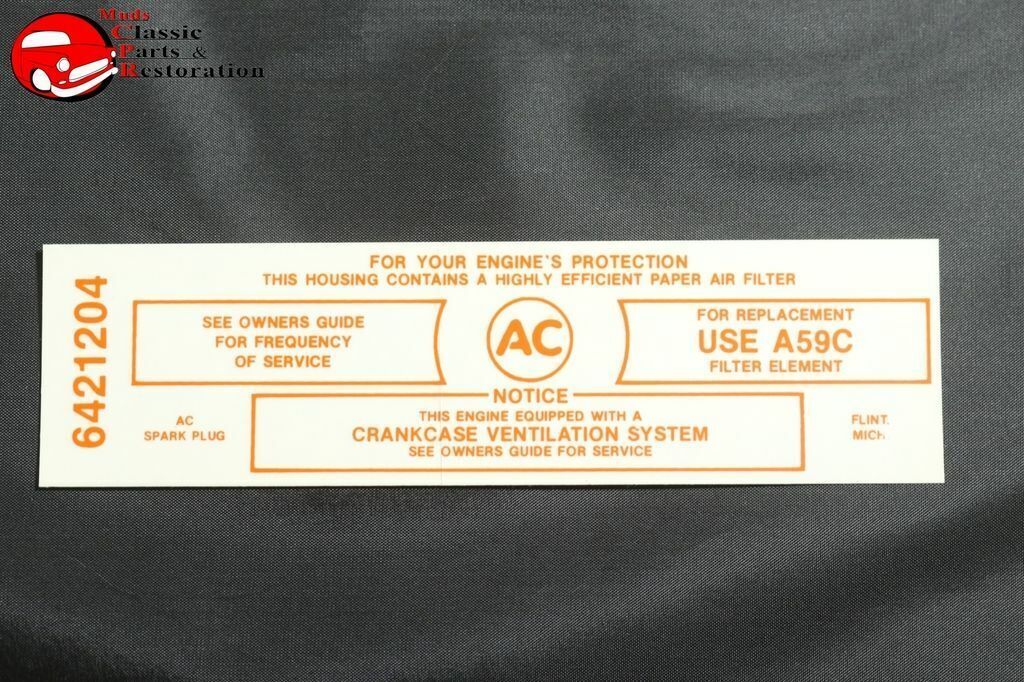 Muds
Classic
Parts &
Restoration
6421204
FOR YOUR ENGINE'S PROTECTION
THIS HOUSING CONTAINS A HIGHLY EFFICIENT PAPER AIR FILTER
SEE OWNERS GUIDE
FOR FREQUENCY
OF SERVICE
AC
FOR REPLACEMENT
USE A59C
FILTER ELEMENT
AC
SPARK PLUG
NOTICE
THIS ENGINE EQUIPPED WITH A
CRANKCASE VENTILATION SYSTEM
SEE OWNERS GUIDE FOR SERVICE
FLINT.
MICH.